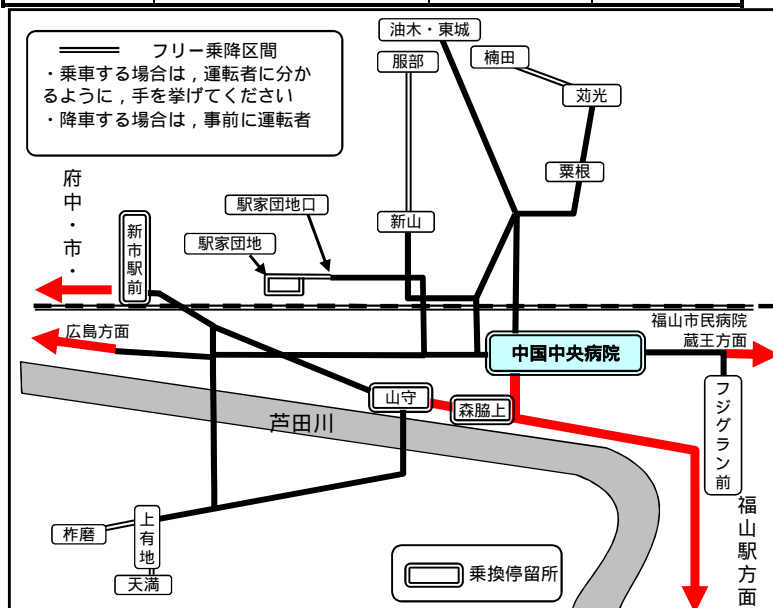 フリー乗降区間
・乗車する場合は，運転者に分か
るように，手を挙げてください
・降車する場合は，事前に運転者
油木・東城
服部
楠田
苅光
粟根
府中・市・
新市駅前
駅家団地口
駅家団地
新山
広島方面
福山市民病院
蔵王方面
中国中央病院
山守
森脇上
芦田川
フジグラン前
福山駅方面
柞磨
上有地
天満
乗換停留所